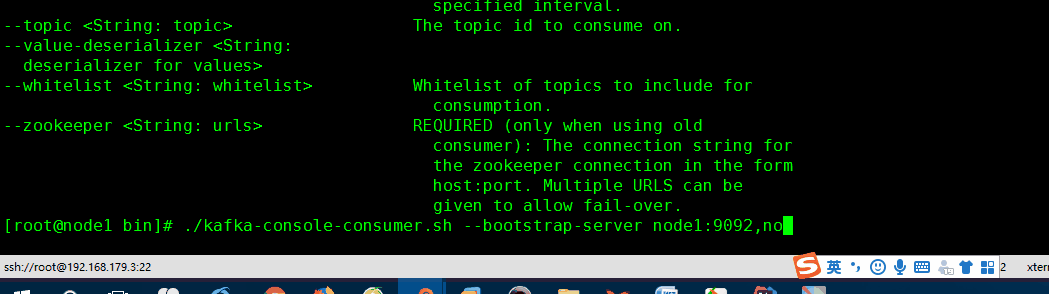 specified interval.
--topic <String: topic> The topic id to consume on.
--value-deserializer <String:
deserializer for values>
--whitelist <String: whitelist> Whitelist of topics to include for
consumption.
--zookeeper <String: urls> REQUIRED (only when using old
consumer): The connection string for
the zookeeper connection in the form
host:port. Multiple URLS can be
given to allow fail-over.
[root@node1 bin]# ./kafka-console-consumer.sh --bootstrap-server node1:9092,no
ssh://root@192.168.179.3:22
英
2 xterm